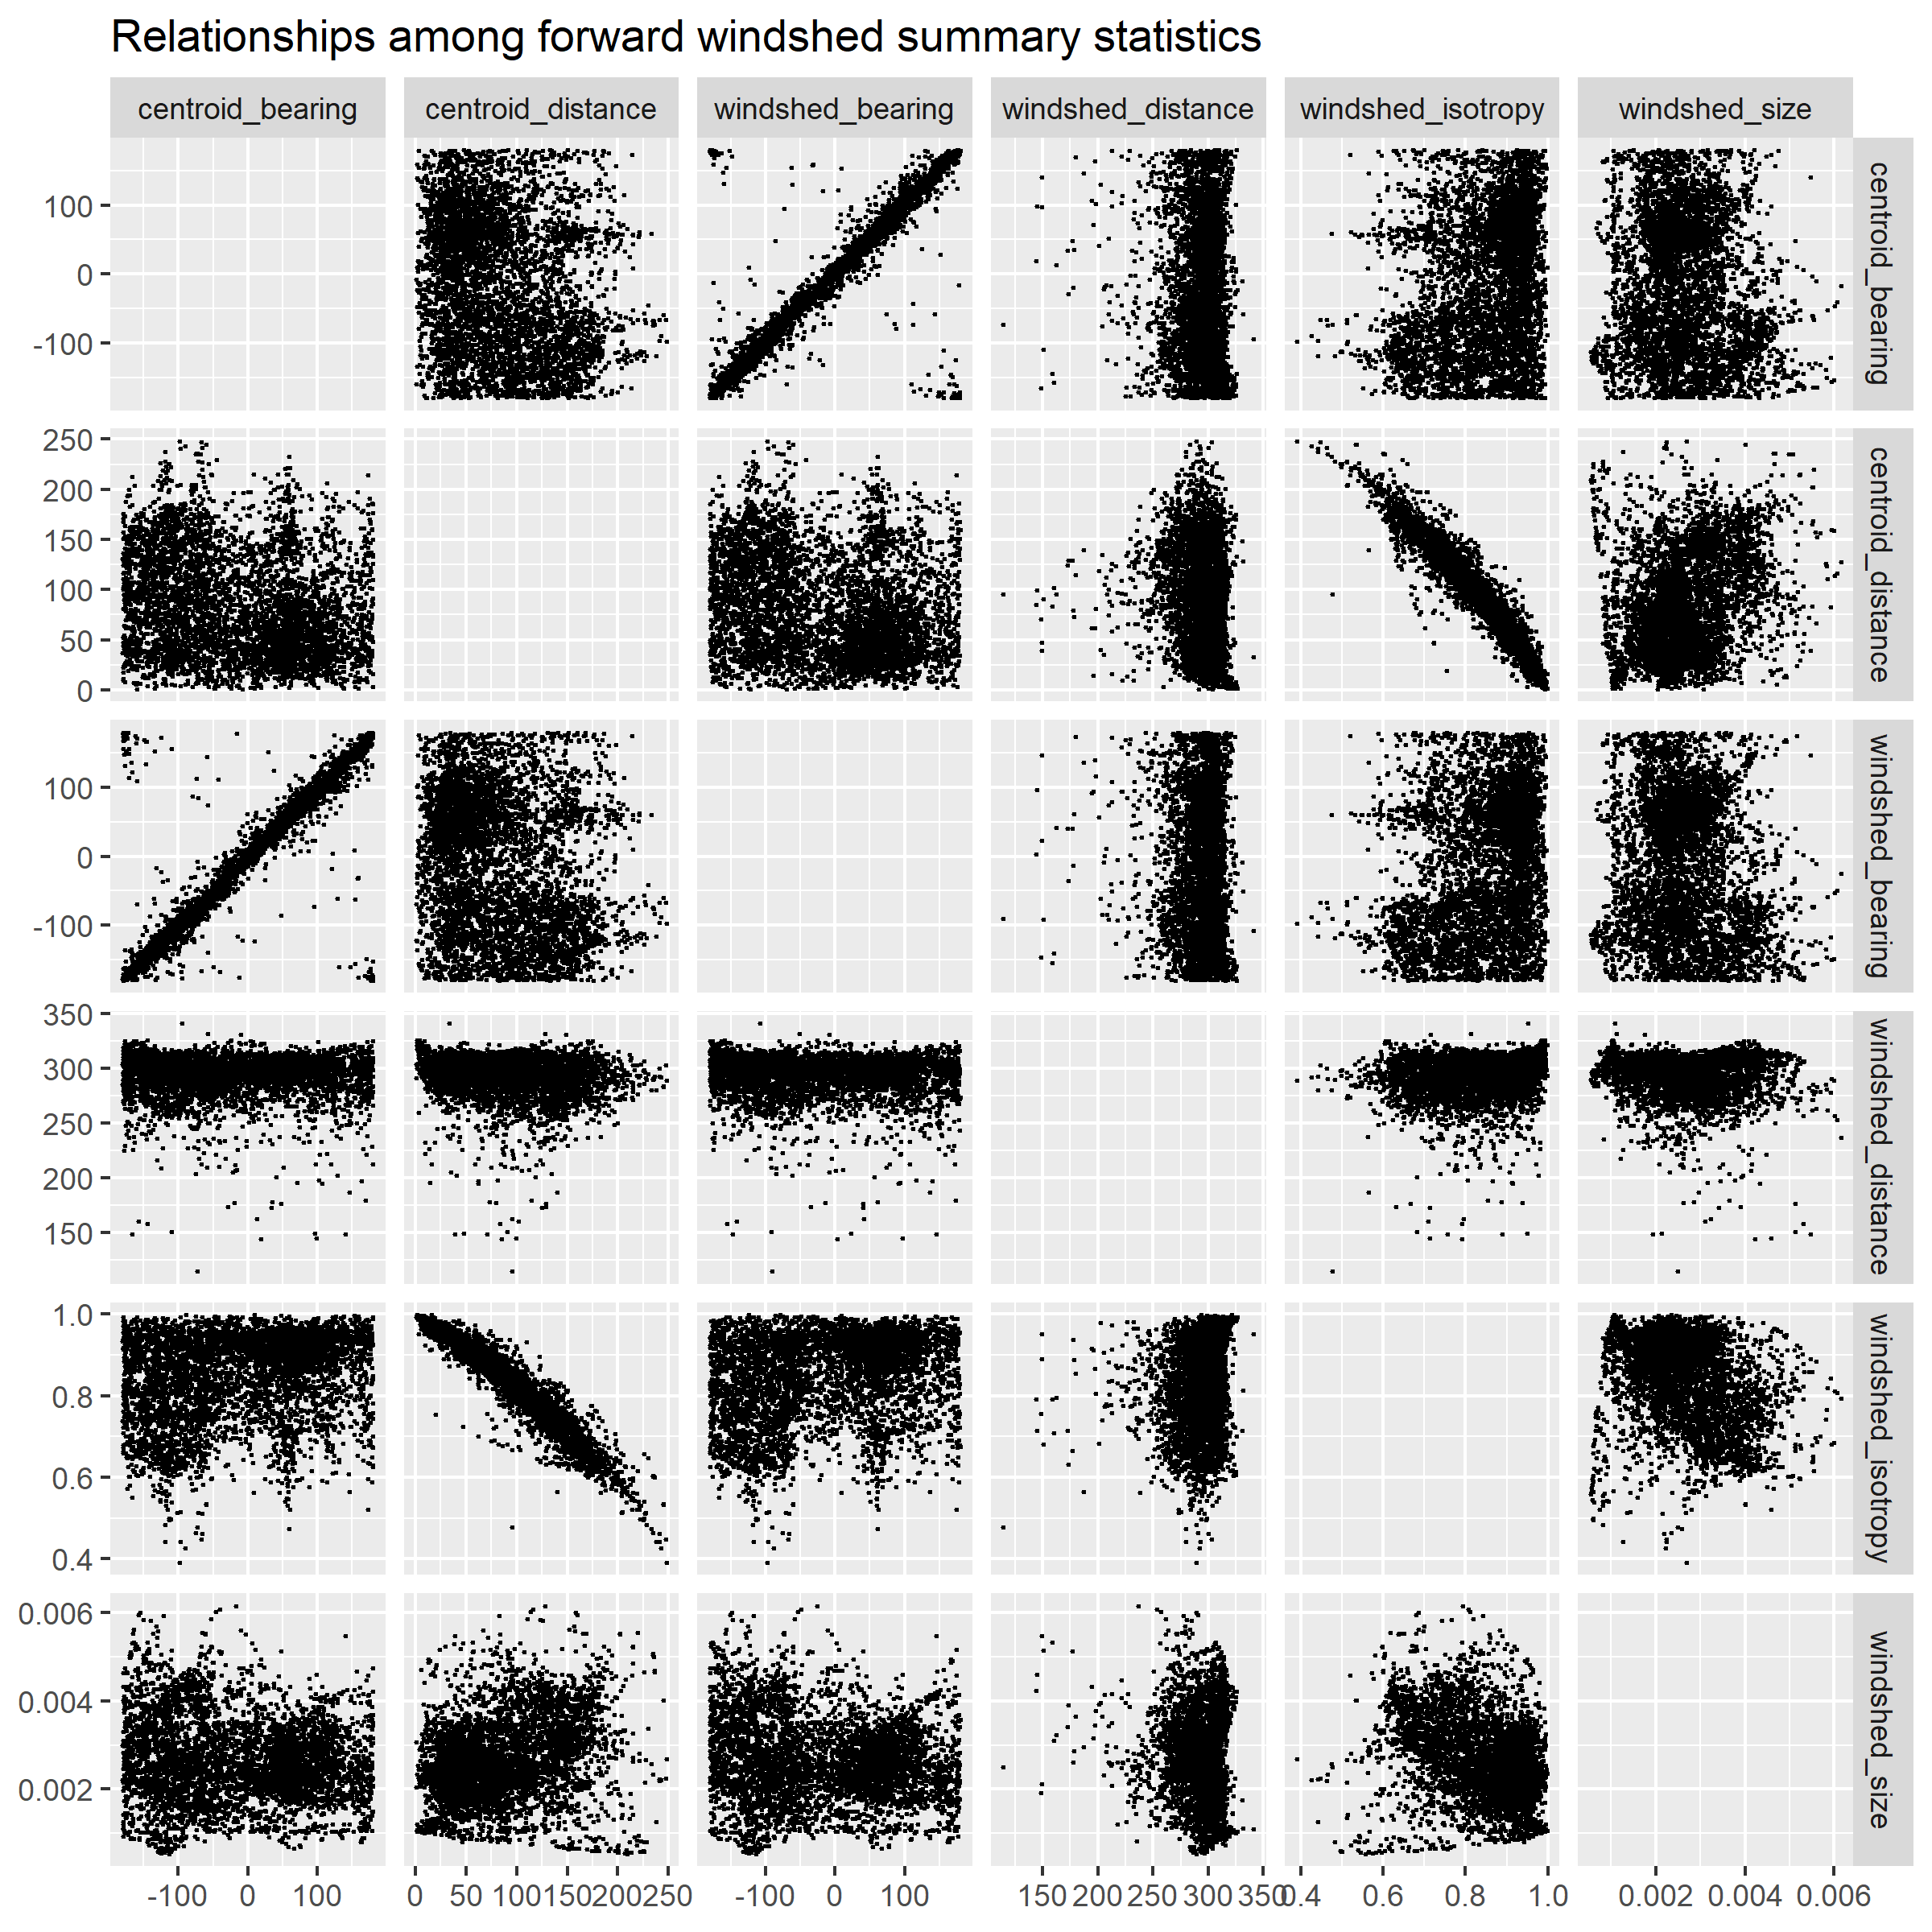 Relationships among forward windshed summary statistics
centroid_bearing centroid_distance windshed_bearing windshed_distance windshed_isotropy windshed_size
100
0
-100
centroid_bearing
250
200
150
100
50
0
centroid_distance
100
0
-100
windshed_bearing
350
300
250
200
150
windshed_distance
1.0
0.8
0.6
0.4
windshed_isotropy
0.006
0.004
0.002
windshed_size
-100 0 100 0 50 100 150 200 250 -100 0 100 150 200 250 300 350 0.4 0.6 0.8 1.0 0.002 0.004 0.006